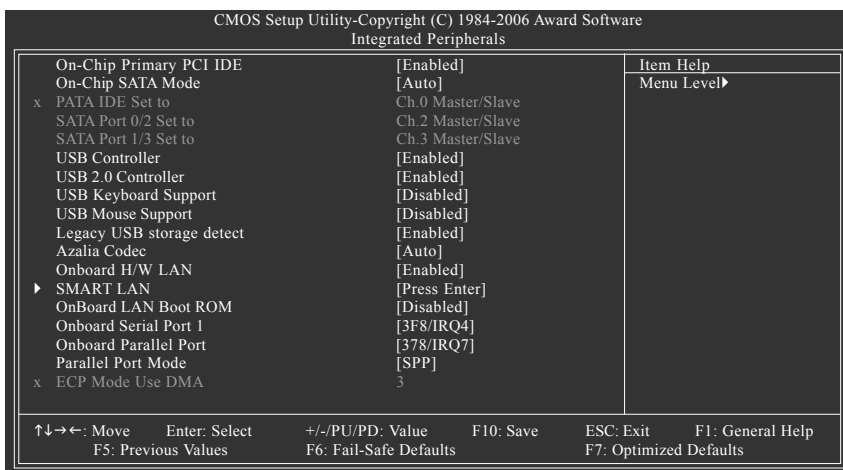 CMOS Setup Utility-Copyright (C) 1984-2006 Award Software
Integrated Peripherals
On-Chip Primary PCI IDE [Enabled] Item Help
On-Chip SATA Mode [Auto] Menu Level▶
x PATA IDE Set to Ch.0 Master/Slave
SATA Port 0/2 Set to Ch.2 Master/Slave
SATA Port 1/3 Set to Ch.3 Master/Slave
USB Controller [Enabled]
USB 2.0 Controller [Enabled]
USB Keyboard Support [Disabled]
USB Mouse Support [Disabled]
Legacy USB storage detect [Enabled]
Azalia Codec [Auto]
Onboard H/W LAN [Enabled]
▶ SMART LAN [Press Enter]
OnBoard LAN Boot ROM [Disabled]
Onboard Serial Port 1 [3F8/IRQ4]
Onboard Parallel Port [378/IRQ7]
Parallel Port Mode [SPP]
x ECP Mode Use DMA 3
↑↓→←: Move Enter: Select +/-/PU/PD: Value F10: Save ESC: Exit F1: General Help
F5: Previous Values F6: Fail-Safe Defaults F7: Optimized Defaults